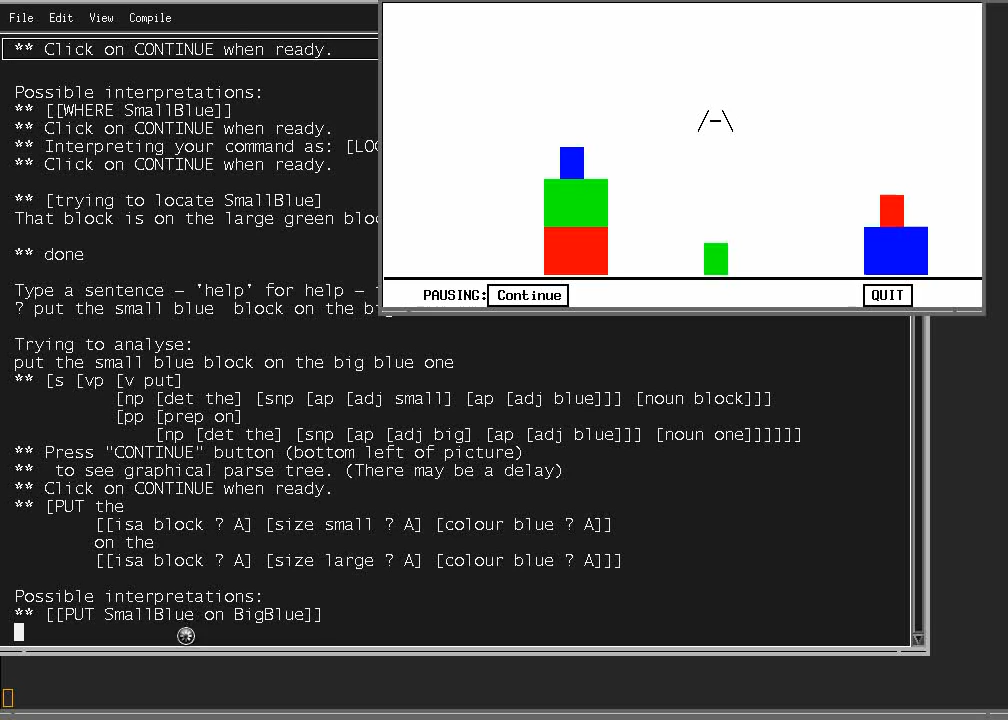 File Edit View Compile
** Click on CONTINUE when ready.
Possible interpretations:
** [[WHERE SmallBlue]]
** Click on CONTINUE when ready.
** Interpreting your command as: [LOC
** Click on CONTINUE when ready.
** [trying to locate SmallBlue]
That block is on the large green bloc
** done
Type a sentence - 'help' for help -
? put the small blue  block on the big
Trying to analyse:
put the small blue block on the big blue one
** [s [vp [v put]
[np [det the] [snp [ap [adj small] [ap [adj blue]]] [noun block]]]
[pp [prep on]
[np [det the] [snp [ap [adj big] [ap [adj blue]]] [noun one]]]]]]
** Press "CONTINUE" button (bottom left of picture)
**  to see graphical parse tree. (There may be a delay)
** Click on CONTINUE when ready.
** [PUT the
[[isa block ? A] [size small ? A] [colour blue ? A]]
on the
[[isa block ? A] [size large ? A] [colour blue ? A]]]
Possible interpretations:
** [[PUT SmallBlue on BigBlue]]
/-\
PAUSING: Continue
QUIT